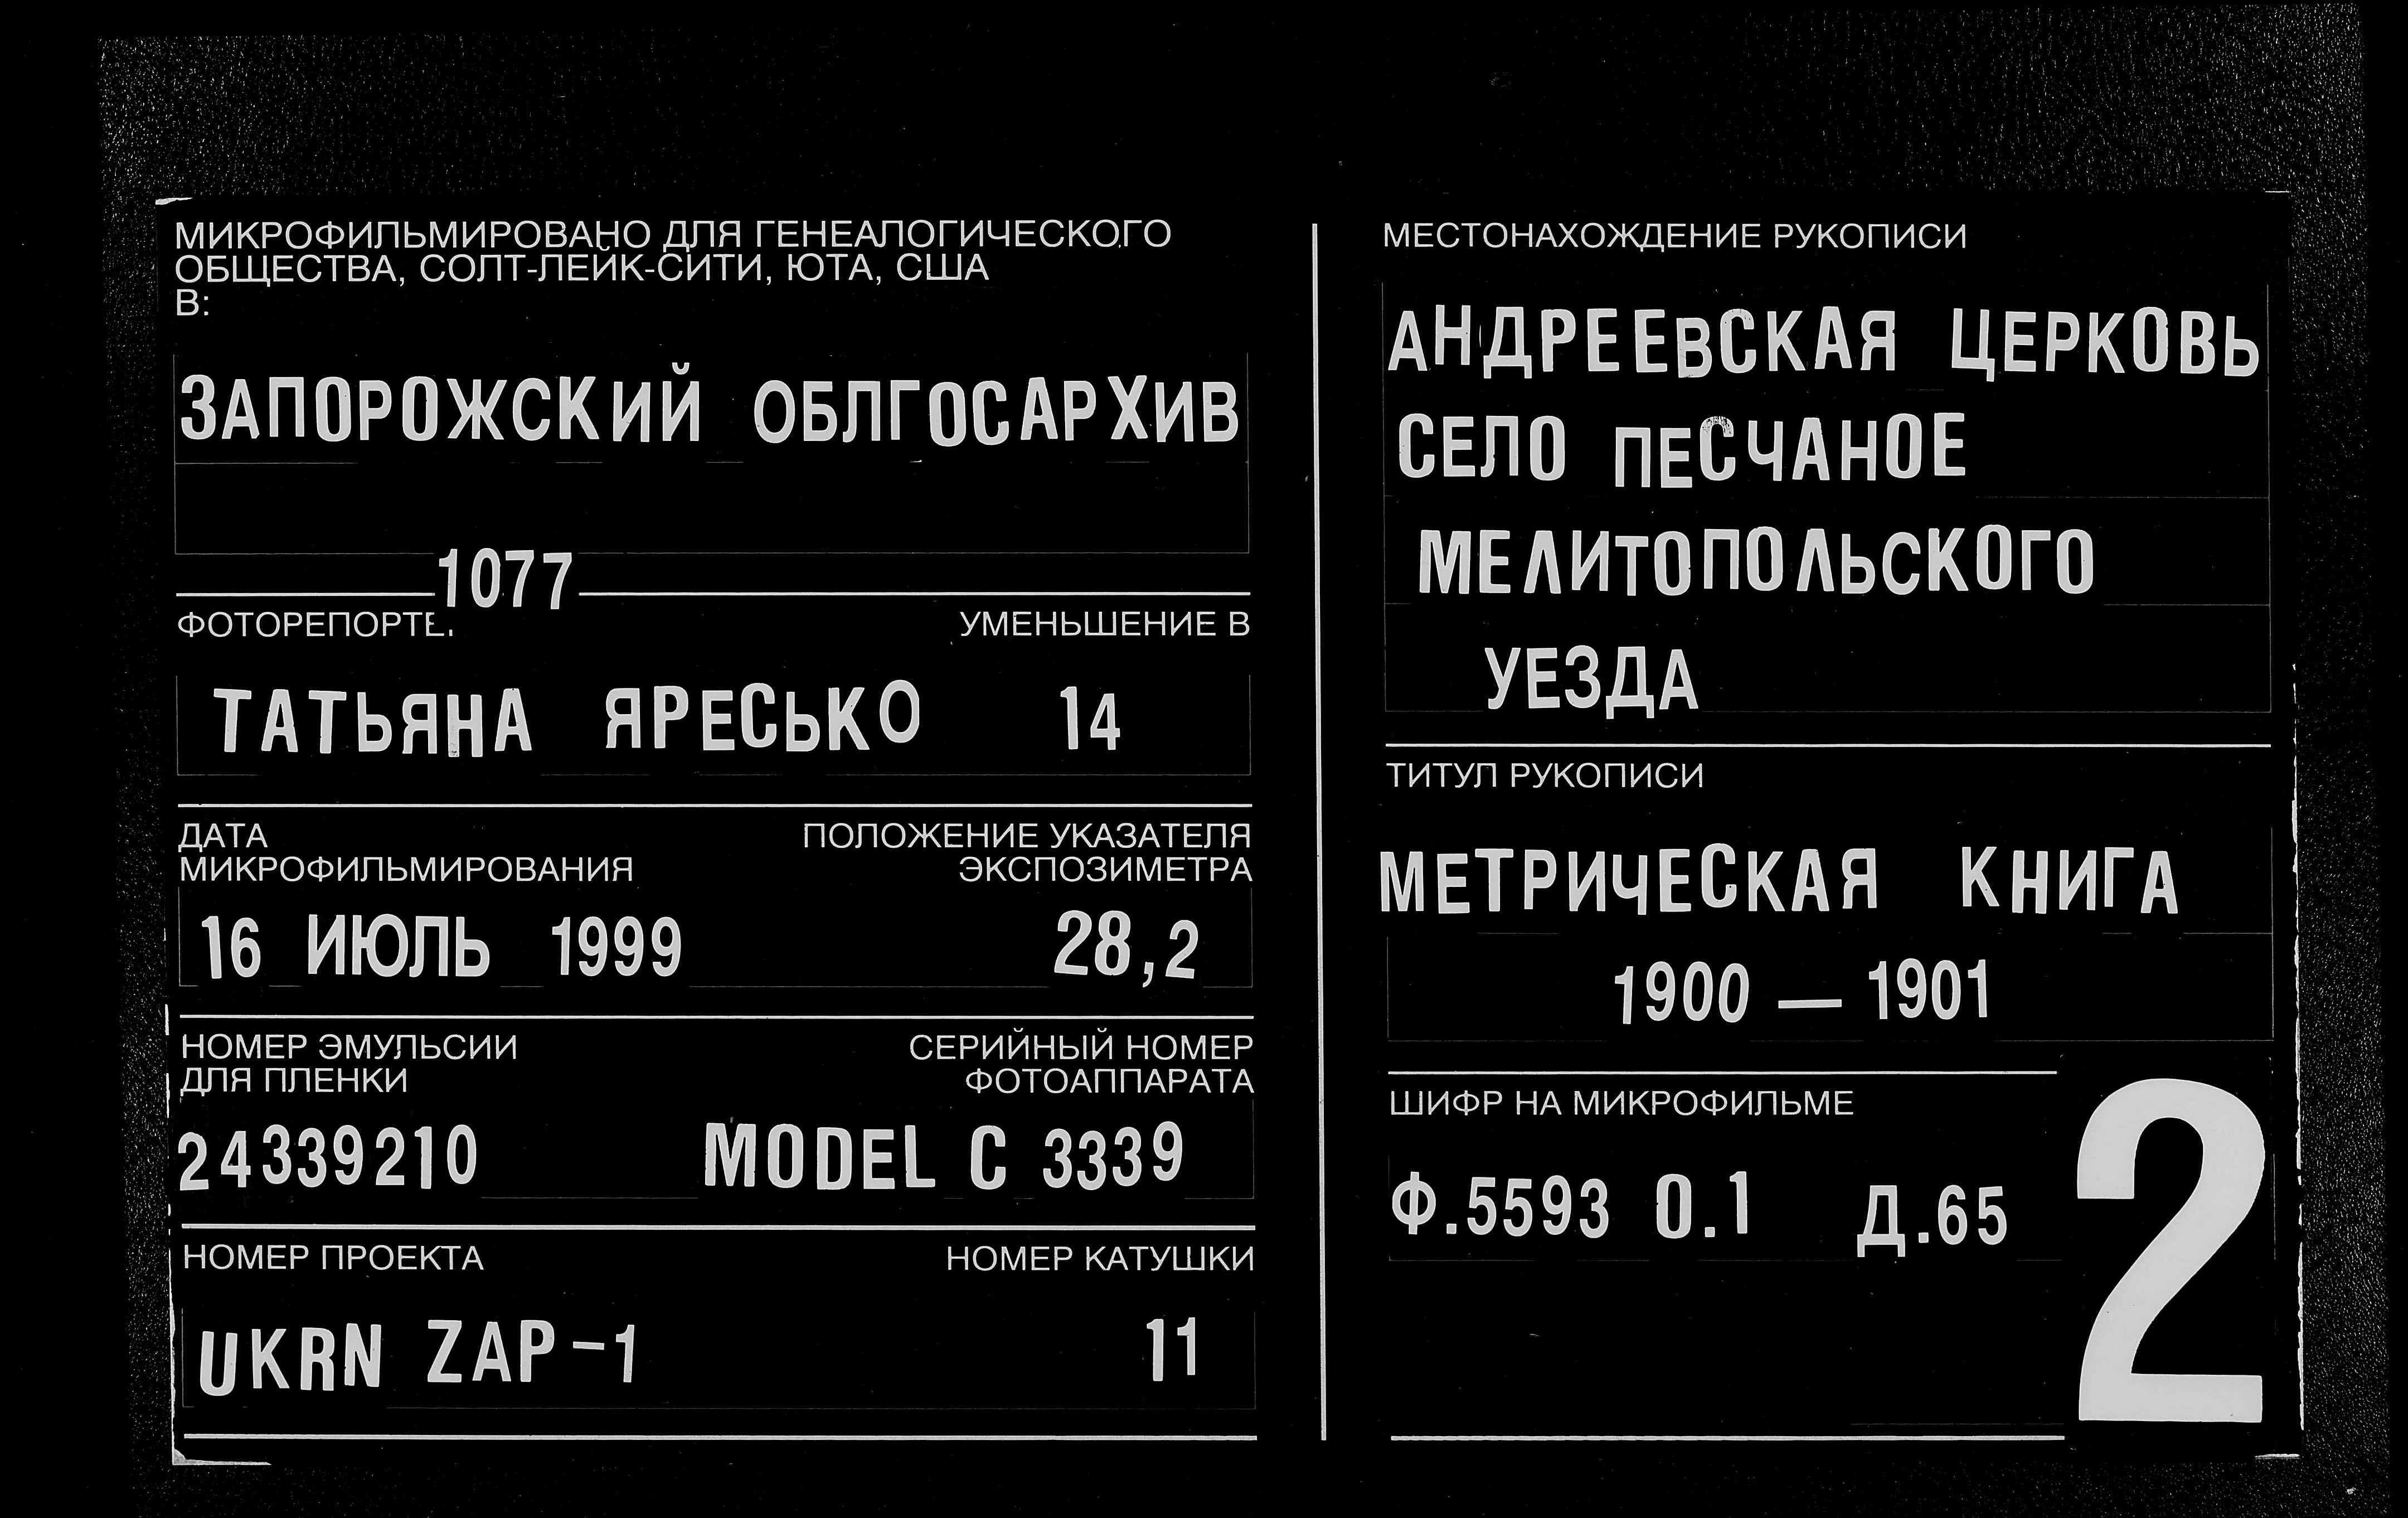 МИКРОФИЛЬМИРОВАНО ДЛЯ ГЕНЕАЛОГИЧЕСКОГО
ОБЩЕСТВА, СОЛТ-ЛЕЙК-СИТИ, ЮТА, США
В:
ЗАПОРОЖСКИЙ ОБЛГОСАРХИВ
1077
ФОТОРЕПОРТЕ. УМЕНЬШЕНИЕ В
ТАТЬЯНА ЯРЕСЬКО 14
ДАТА
МИКРОФИЛЬМИРОВАНИЯ
ПОЛОЖЕНИЕ УКАЗАТЕЛЯ
ЭКСПОЗИМЕТРА
16 ИЮЛЬ 1999 28,2
НОМЕР ЭМУЛЬСИИ
ДЛЯ ПЛЕНКИ
СЕРИЙНЫЙ НОМЕР
ФОТОАППАРАТА
24339210 MODEL C 3339
НОМЕР ПРОЕКТА НОМЕР КАТУШКИ
UKRN ZAP-1 11
МЕСТОНАХОЖДЕНИЕ РУКОПИСИ
АНДРЕЕВСКАЯ ЦЕРКОВЬ
СЕЛО ПЕСЧАНОЕ
МЕЛИТОПОЛЬСКОГО
УЕЗДА
ТИТУЛ РУКОПИСИ
МЕТРИЧЕСКАЯ КНИГА
1900 — 1901
ШИФР НА МИКРОФИЛЬМЕ
Ф.5593 О.1 Д.65
2